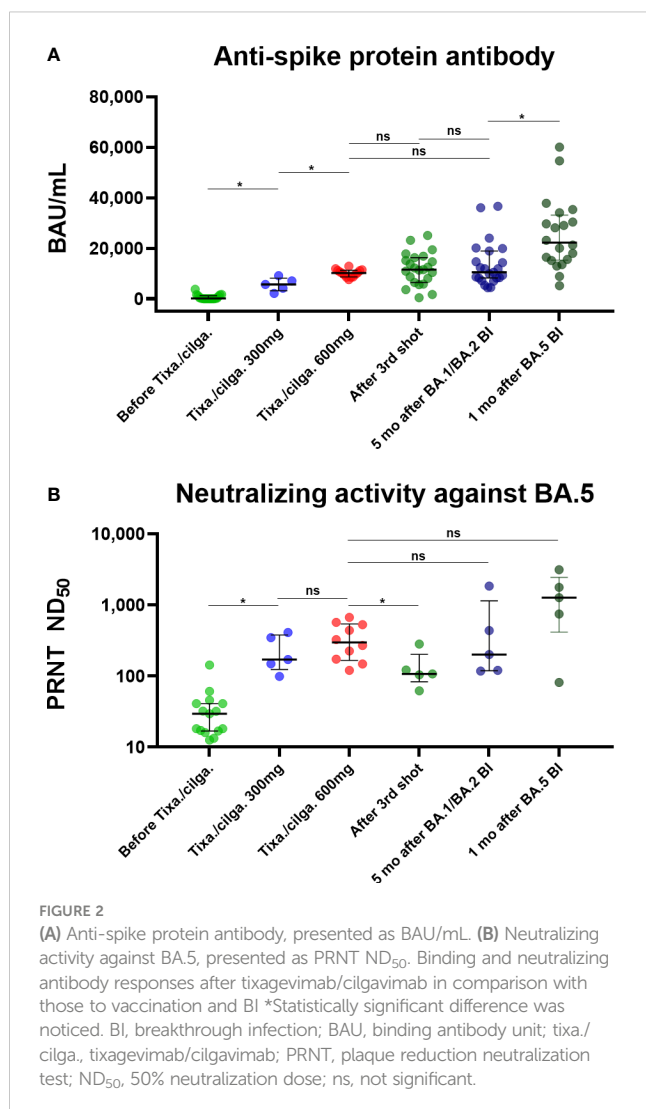 A
Anti-spike protein antibody
80,000
60,000
40,000
20,000
0
BAU/mL
*
*
ns
ns
ns
*
Before Tixa./cilga.
Tixa./cilga. 300mg
Tixa./cilga. 600mg
After 3rd shot
5 mo after BA.1/BA.2 BI
1 mo after BA.5 BI
B
Neutralizing activity against BA.5
10,000
1,000
100
10
PRNT ND50
*
ns
*
ns
ns
Before Tixa./cilga.
Tixa./cilga. 300mg
Tixa./cilga. 600mg
After 3rd shot
5 mo after BA.1/BA.2 BI
1 mo after BA.5 BI
FIGURE 2
(A) Anti-spike protein antibody, presented as BAU/mL. (B) Neutralizing
activity against BA.5, presented as PRNT ND50. Binding and neutralizing
antibody responses after tixagevimab/cilgavimab in comparison with
those to vaccination and BI *Statistically significant difference was
noticed. BI, breakthrough infection; BAU, binding antibody unit; tixa./
cilga., tixagevimab/cilgavimab; PRNT, plaque reduction neutralization
test; ND50, 50% neutralization dose; ns, not significant.